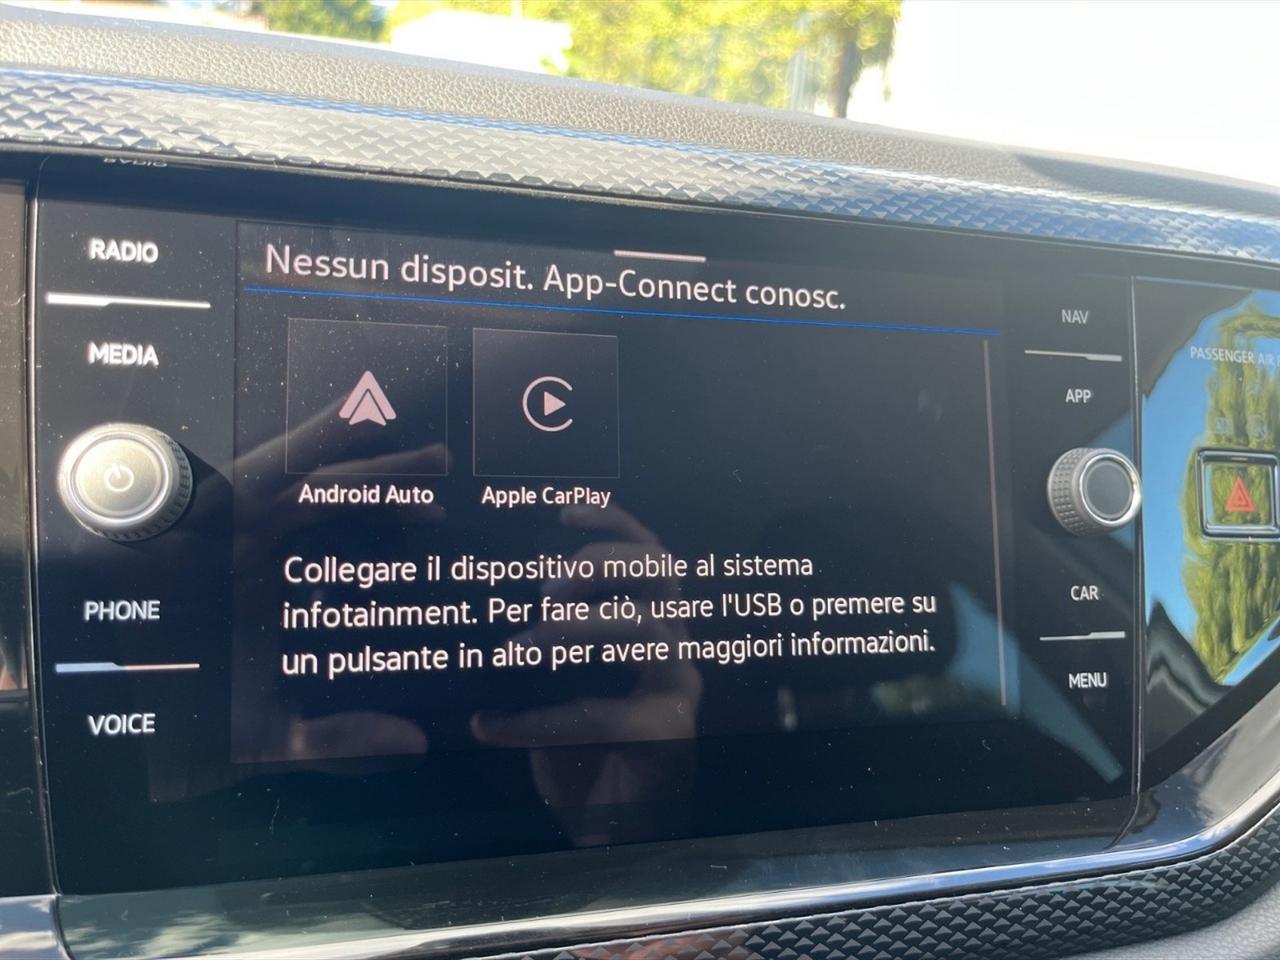 RADIO
MEDIA
PHONE
VOICE
Nessun disposit. App-Connect conosc.
Android Auto
Apple CarPlay
Collegare il dispositivo mobile al sistema
infotainment. Per fare ciò, usare l'USB o premere su
un pulsante in alto per avere maggiori informazioni.
NAV
APP
CAR
MENU
PASSENGER AIR